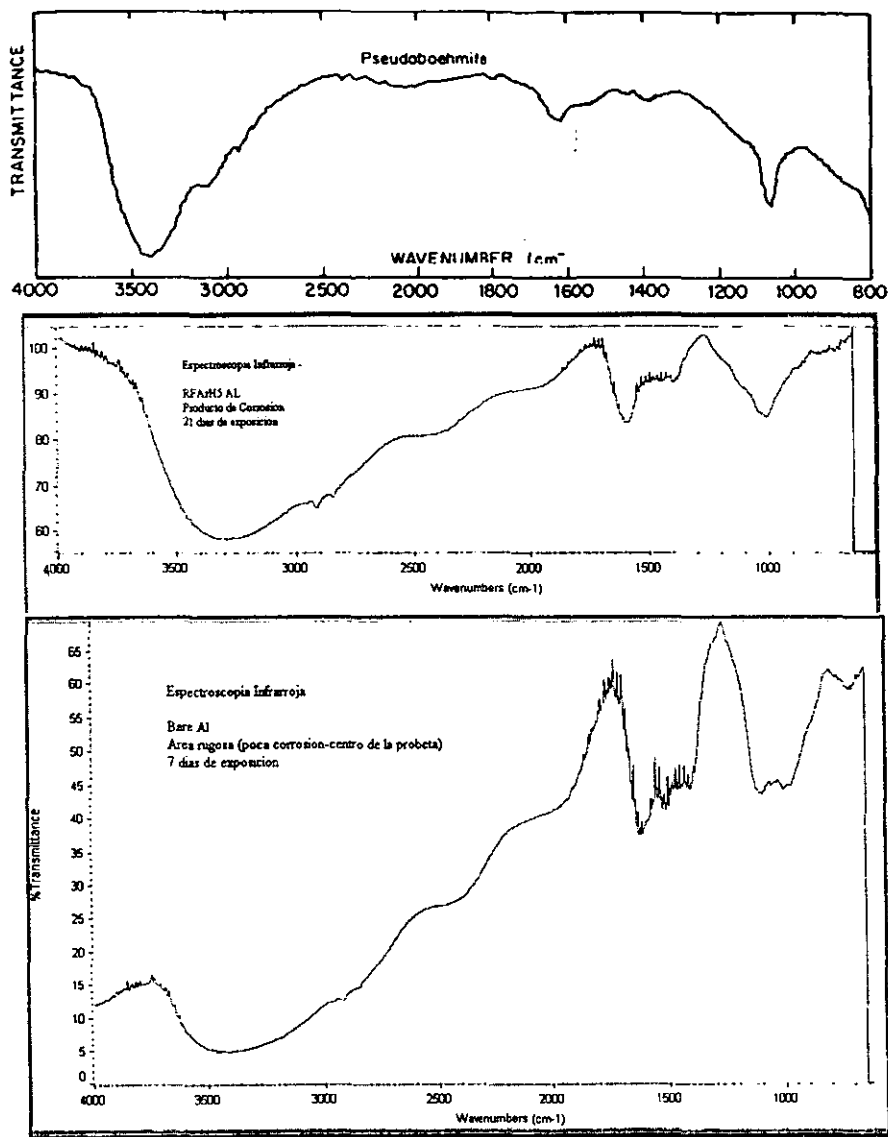 TRANSMITTANCE
Pseudoboehmite
WAVENUMBER (cm⁻
4000 3500 3000 2500 2000 1800 1600 1400 1200 1000 800
100
90
80
70
60
Espectroscopia Infrarroja -
RFArH5 AL
Producto de Corrosion
21 dias de exposicion
4000 3500 3000 2500 2000 1500 1000
Wavenumbers (cm-1)
%Transmittance
65
60
55
50
45
40
35
30
25
20
15
10
5
0
Espectroscopia Infrarroja
Bare Al
Area rugosa (poca corrosion-centro de la probeta)
7 dias de exposicion
4000 3500 3000 2500 2000 1500 1000
Wavenumbers (cm-1)